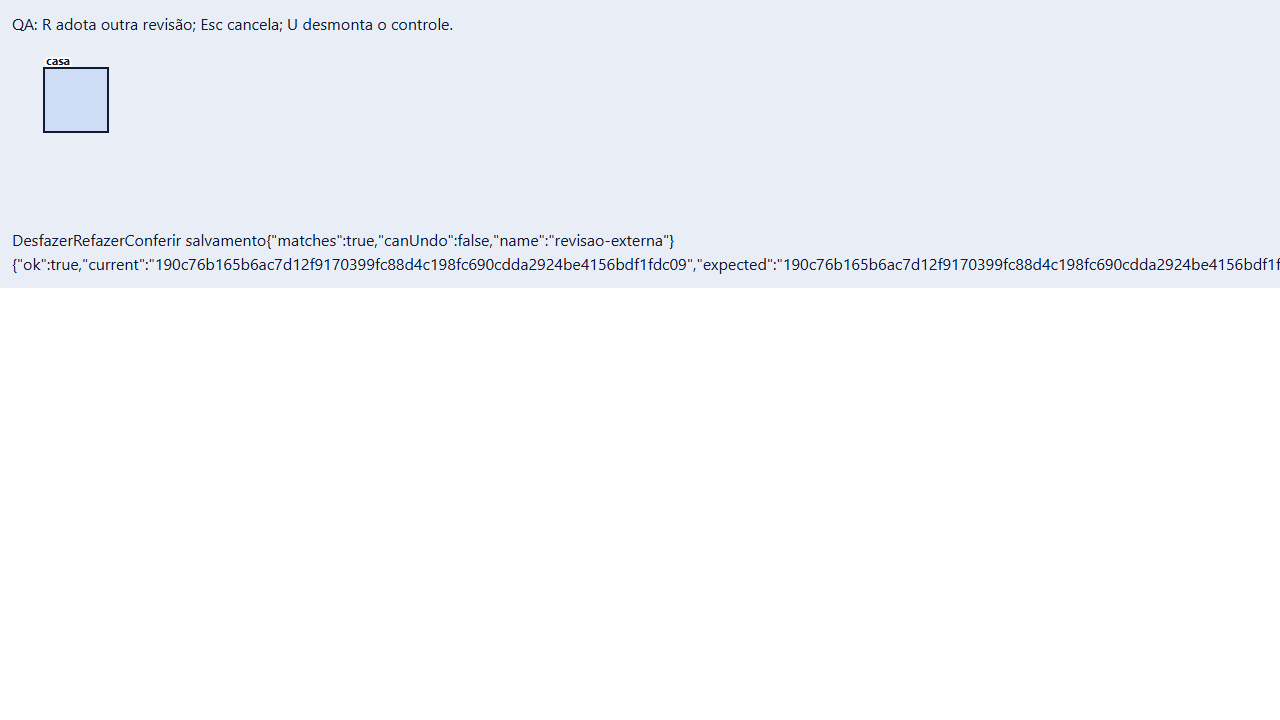 QA: R adota outra revisão; Esc cancela; U desmonta o controle.
casa
DesfazerRefazerConferir salvamento{"matches":true,"canUndo":false,"name":"revisao-externa"}
{"ok":true,"current":"190c76b165b6ac7d12f9170399fc88d4c198fc690cdda2924be4156bdf1fdc09","expected":"190c76b165b6ac7d12f9170399fc88d4c198fc690cdda2924be4156bdf1f